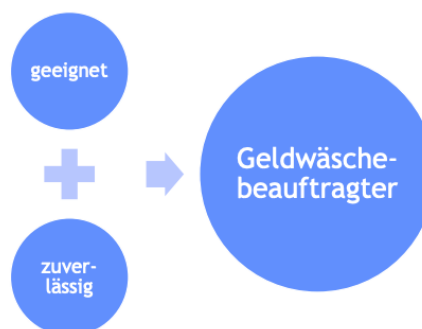 geeignet
zuver-
lässig
Geldwäsche-
beauftragter